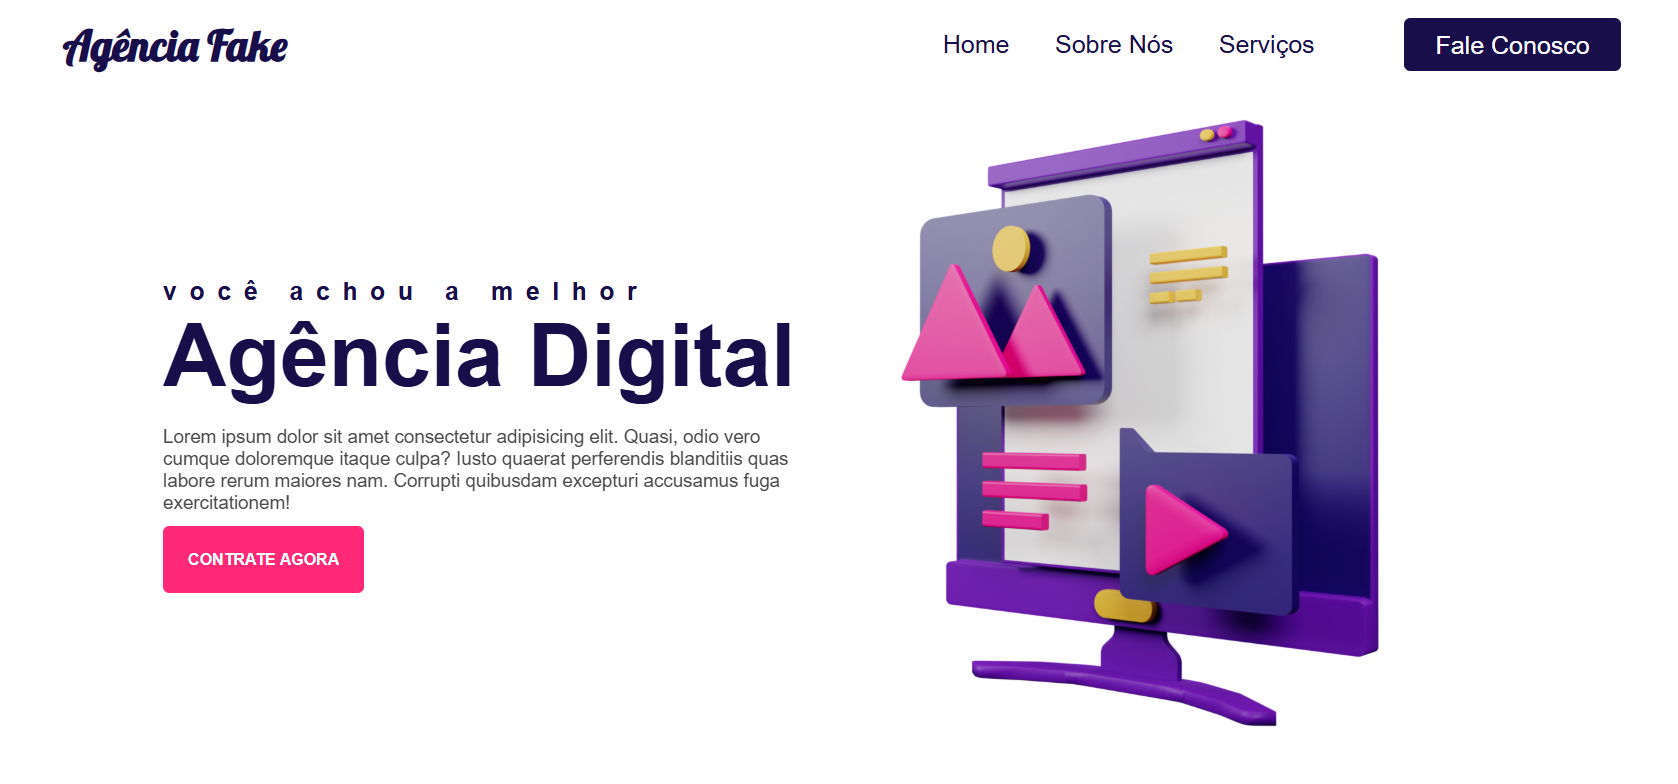 Agência Fake
Home
Sobre Nós
Serviços
Fale Conosco
você achou a melhor
Agência Digital
Lorem ipsum dolor sit amet consectetur adipisicing elit. Quasi, odio vero
cumque doloremque itaque culpa? Iusto quaerat perferendis blanditiis quas
labore rerum maiores nam. Corrupti quibusdam excepturi accusamus fuga
exercitationem!
CONTRATE AGORA